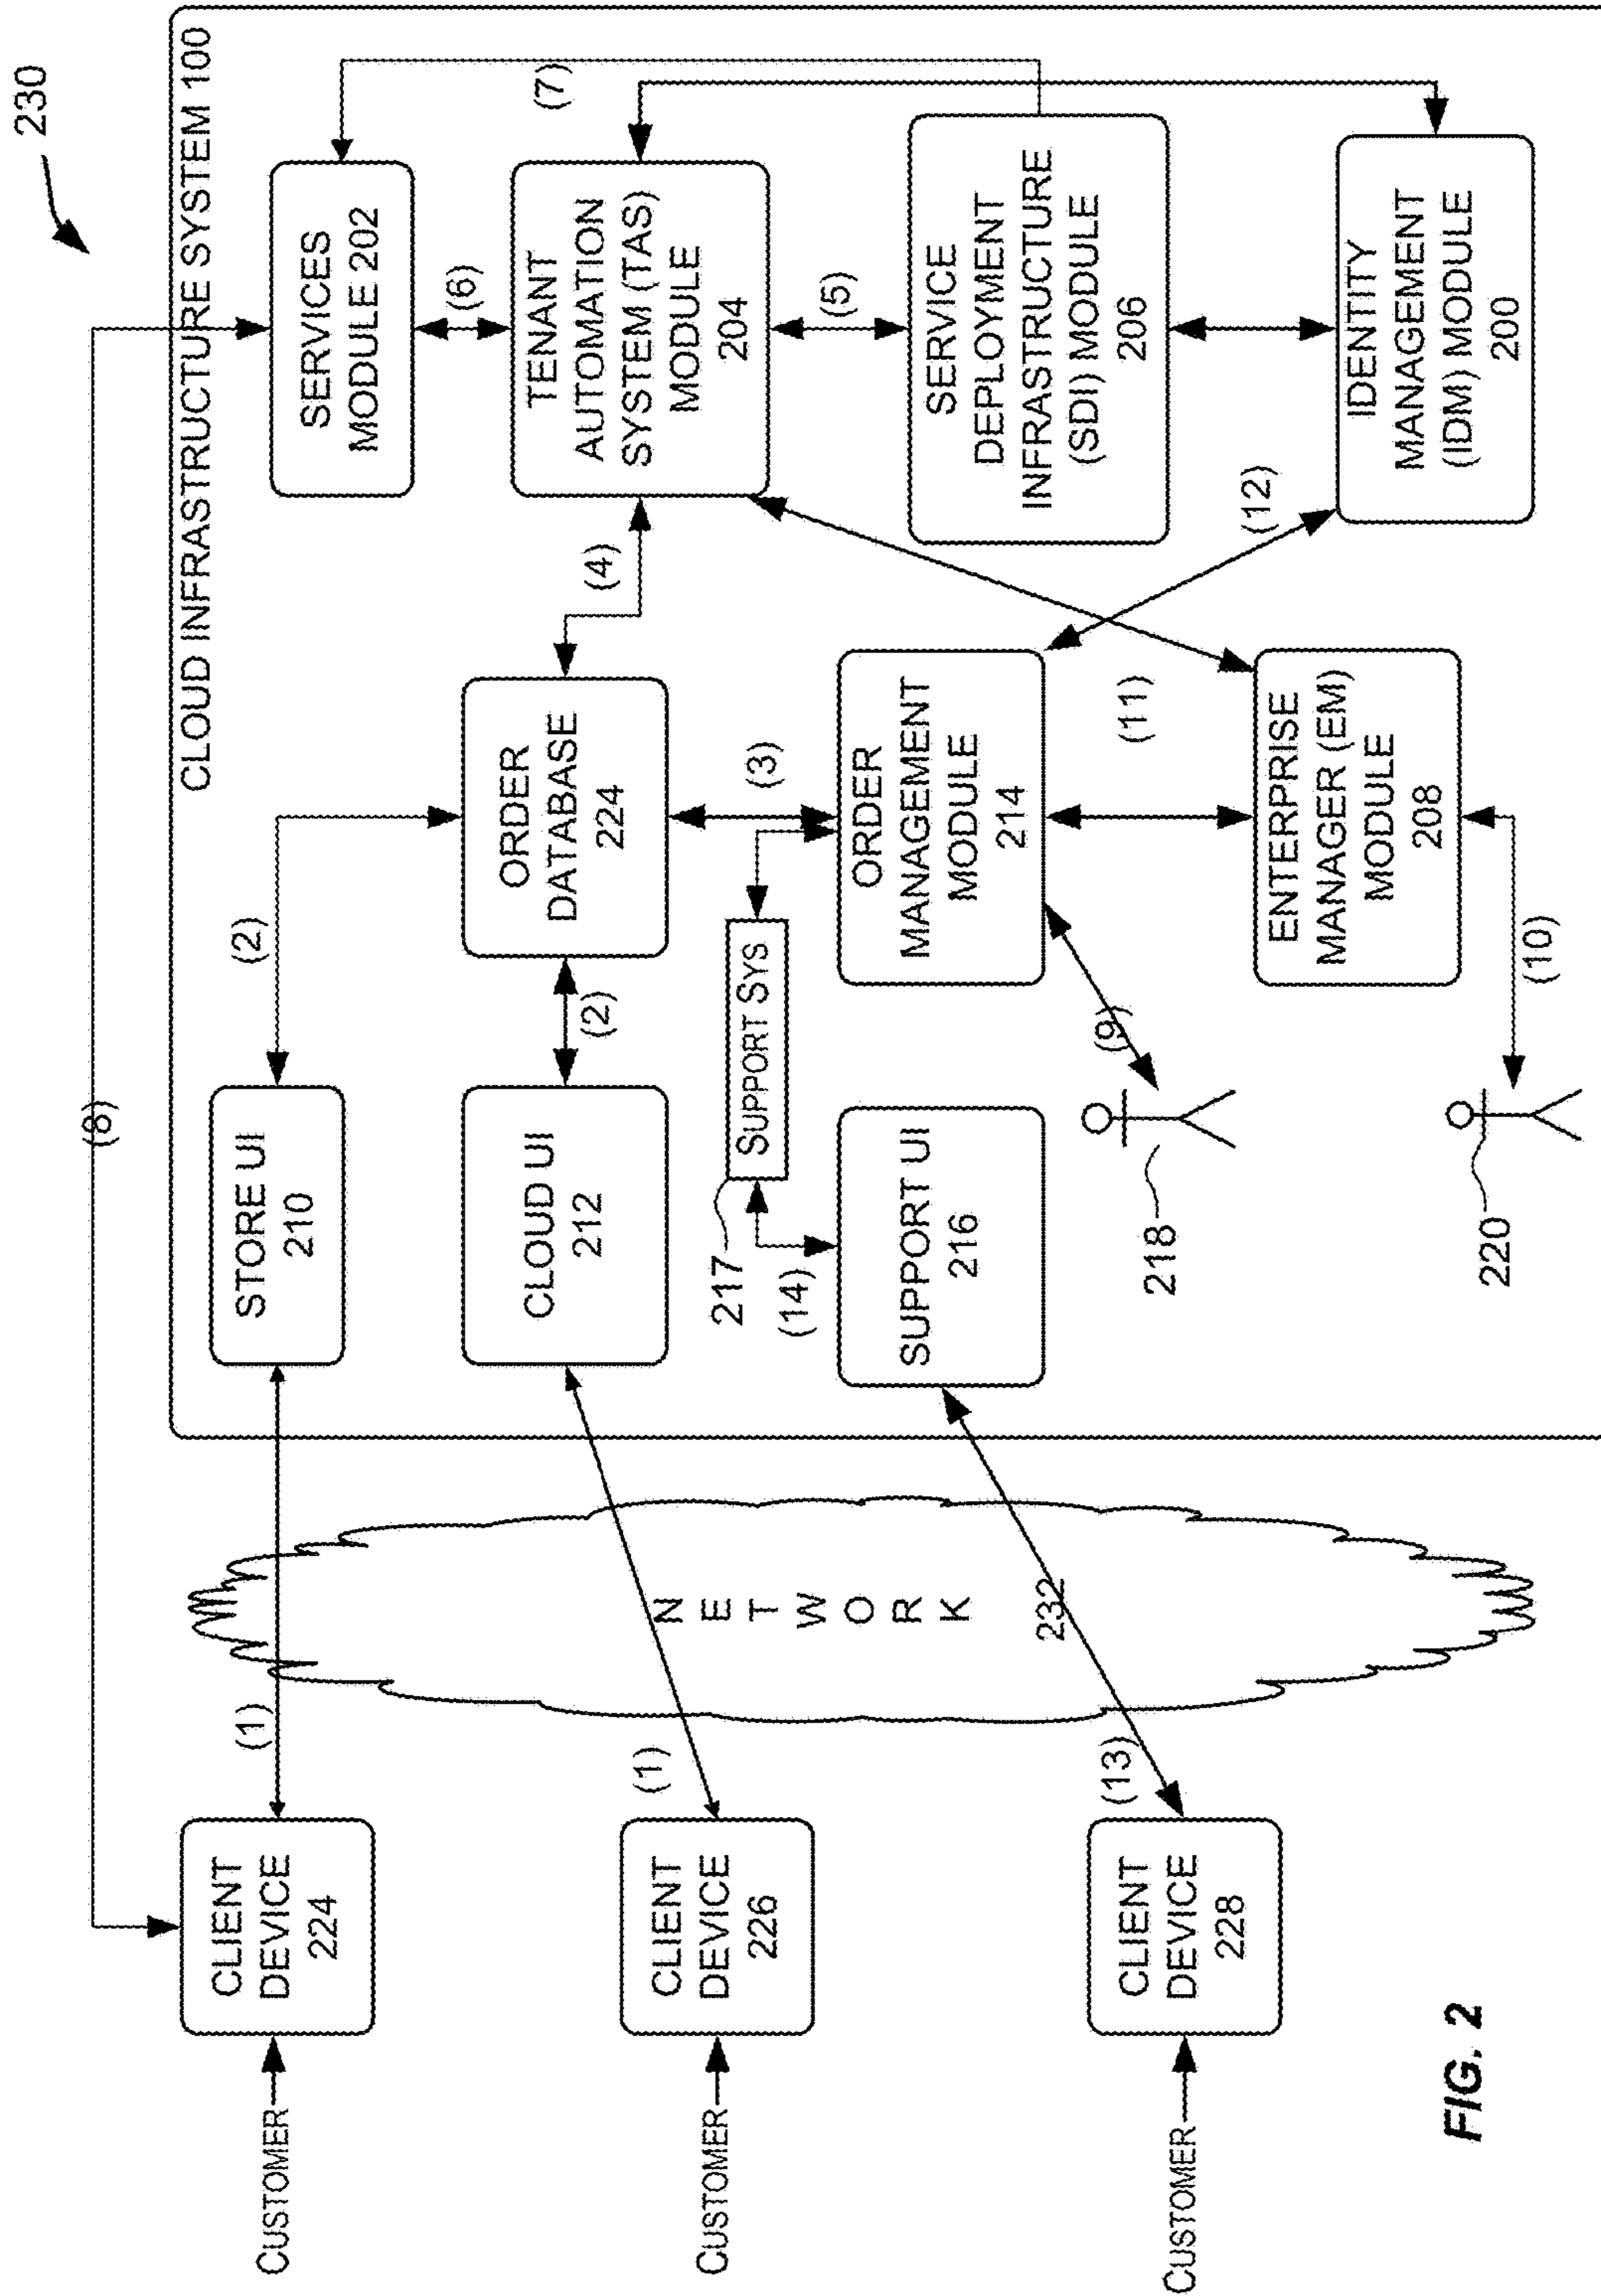 230
CLOUD INFRASTRUCTURE SYSTEM 100
(8)
CUSTOMER
CLIENT
DEVICE
224
(1)
STORE UI
210
(2)
SERVICES
MODULE 202
(6)
(7)
CUSTOMER
CLIENT
DEVICE
226
(1)
CLOUD UI
212
(2)
ORDER
DATABASE
224
(4)
TENANT
AUTOMATION
SYSTEM (TAS)
MODULE
204
(5)
NETWORK
232
217
SUPPORT SYS
(14)
(3)
CUSTOMER
CLIENT
DEVICE
228
(13)
SUPPORT UI
216
ORDER
MANAGEMENT
MODULE
214
SERVICE
DEPLOYMENT
INFRASTRUCTURE
(SDI) MODULE
206
218
(9)
(11)
(12)
220
(10)
ENTERPRISE
MANAGER (EM)
MODULE
208
IDENTITY
MANAGEMENT
(IDM) MODULE
200
FIG. 2